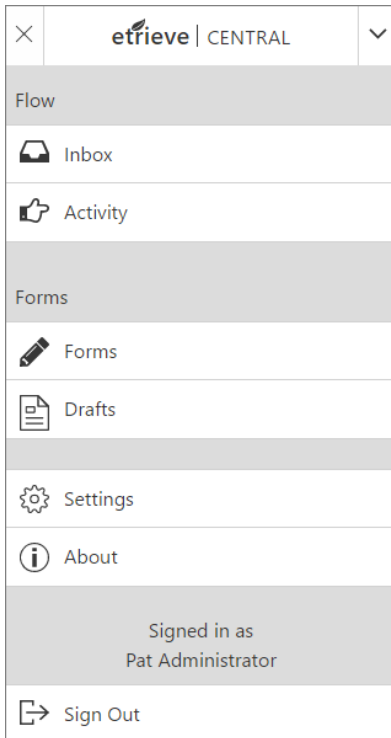 etrieve | CENTRAL
Flow
Inbox
Activity
Forms
Forms
Drafts
Settings
About
Signed in as
Pat Administrator
Sign Out